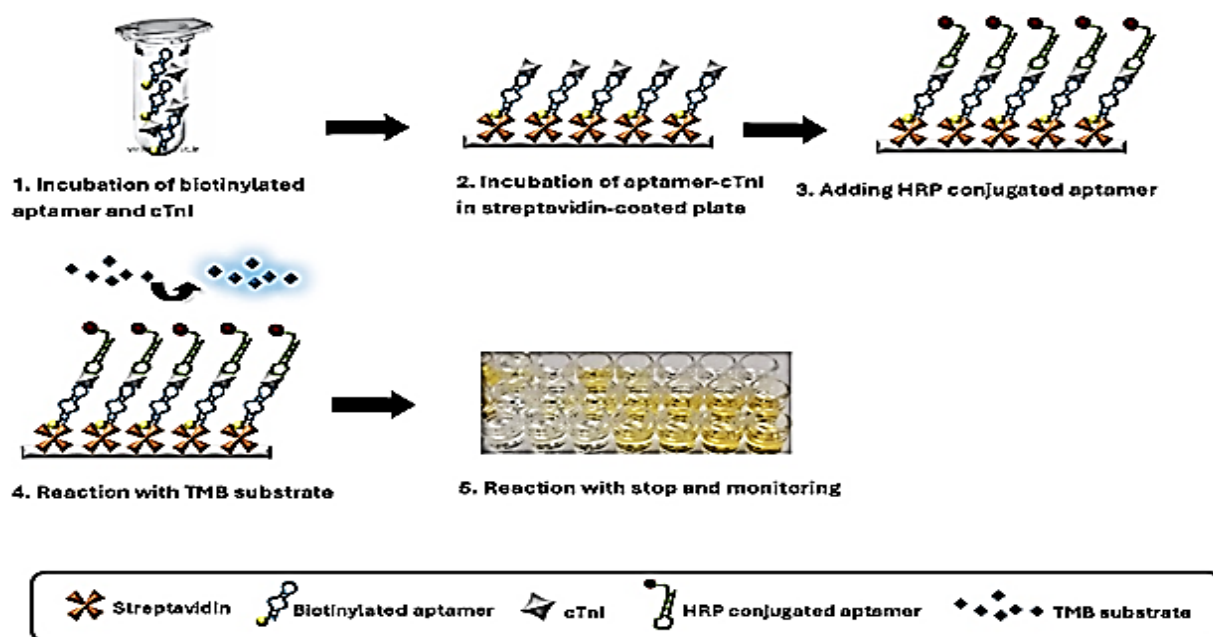 1. Incubation of biotinylated
aptamer and cTnI
2. Incubation of aptamer-cTnI
in streptavidin-coated plate
3. Adding HRP conjugated aptamer
4. Reaction with TMB substrate
5. Reaction with stop and monitoring
Streptavidin
Biotinylated aptamer
cTnI
HRP conjugated aptamer
TMB substrate